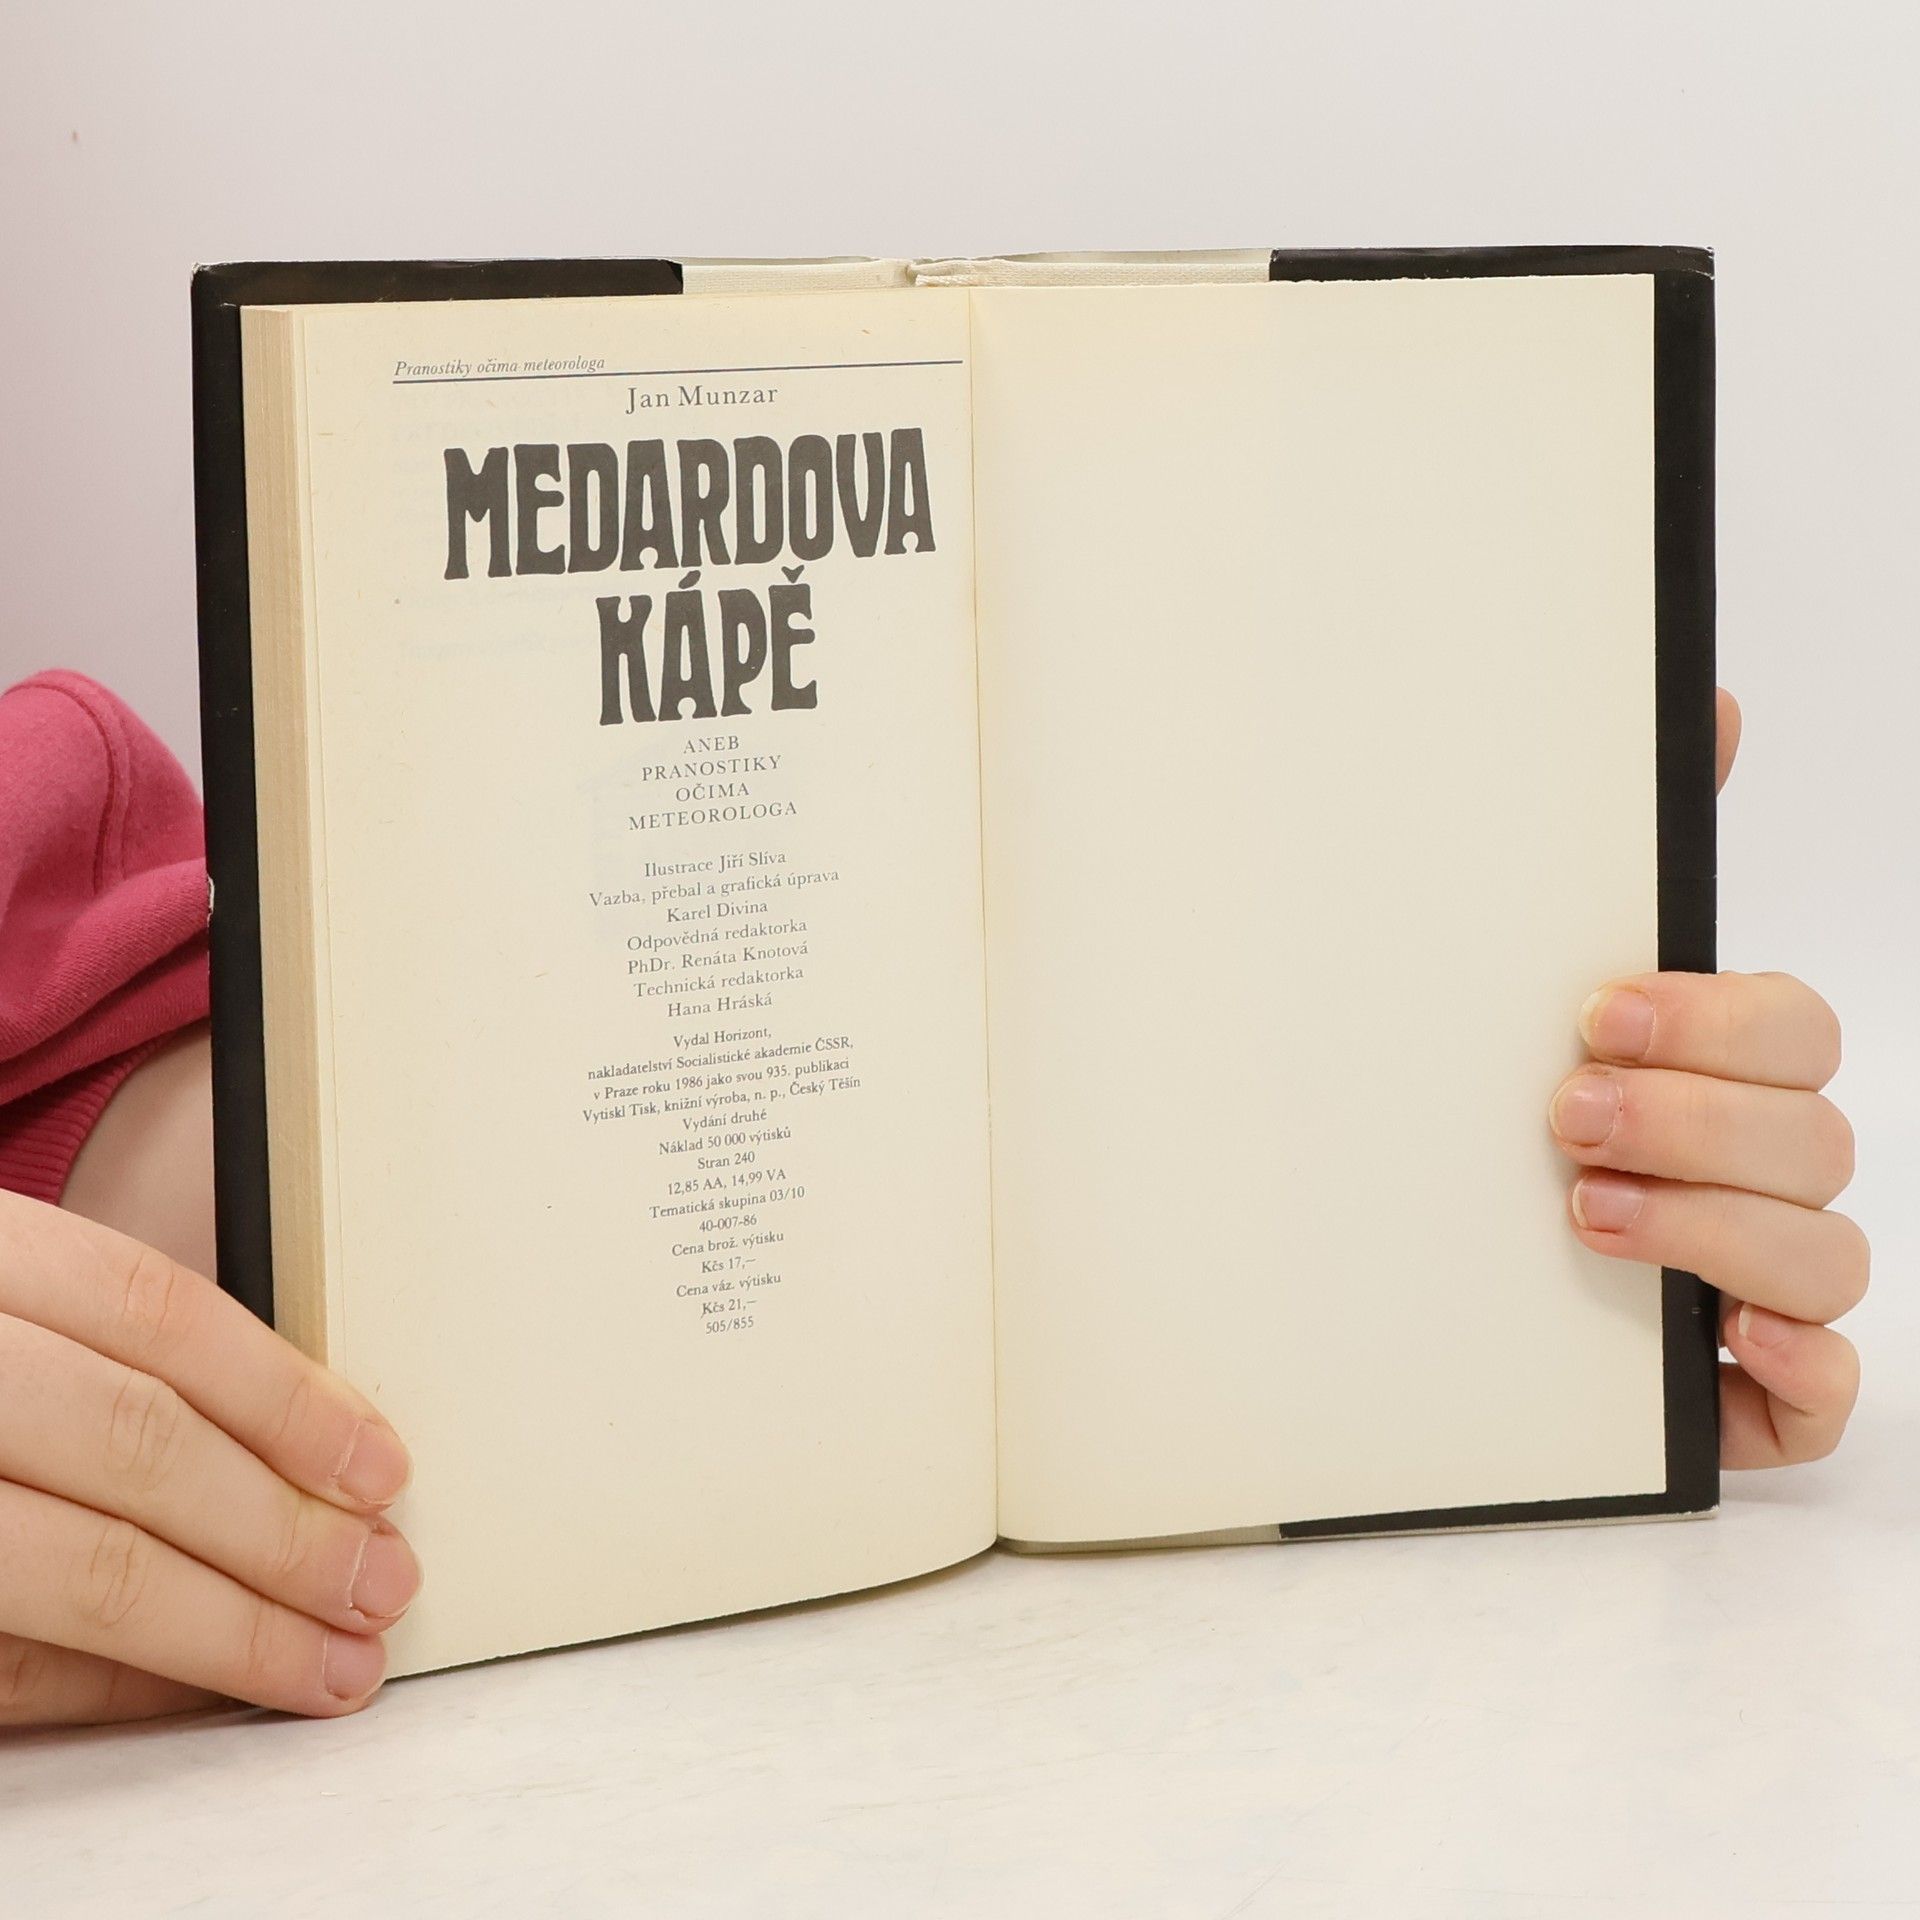 Pranostiky očima meteorologa
Jan Munzar
MEDARDOVA
KÁPĚ
ANEB
PRANOSTIKY
OČIMA
METEOROLOGA
Ilustrace Jiří Slíva
Vazba, přebal a grafická úprava
Karel Divina
Odpovědná redaktorka
PhDr. Renáta Knotová
Technická redaktorka
Hana Hráská
Vydal Horizont,
nakladatelství Socialistické akademie ČSSR,
v Praze roku 1986 jako svou 935. publikaci
Vytiskl Tisk, knižní výroba, n. p., Český Těšín
Vydání druhé
Náklad 50 000 výtisků
Stran 240
12,85 AA, 14,99 VA
Tematická skupina 03/10
40-007-86
Cena brož. výtisku
Kčs 17,—
Cena váz. výtisku
Kčs 21,—
505/855